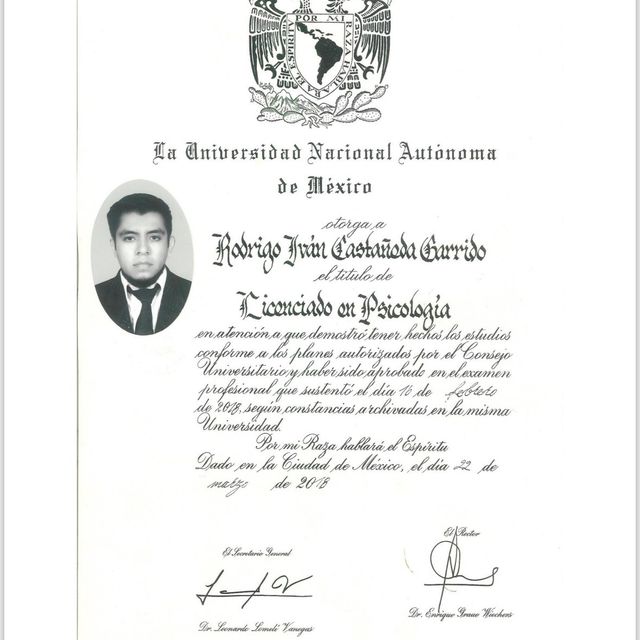 POR MI RAZA HABLARA EL ESPIRITU
La Universidad Nacional Autónoma
de México
otorga a
Rodrigo Iván Castañeda Garrido
el título de
Licenciado en Psicología
en atención a que demostró tener hechos los estudios
conforme a los planes autorizados por el Consejo
Universitario y haber sido aprobado en el examen
profesional que sustentó el día 16 de febrero
de 2018, según constancias archivadas en la misma
Universidad.
Por mi Raza hablará el Espíritu
Dado en la Ciudad de México, el día 22 de
marzo de 2018
El Rector
El Secretario General
Dr. Enrique Graue Wiechers
Dr. Leonardo Lomelí Vanegas